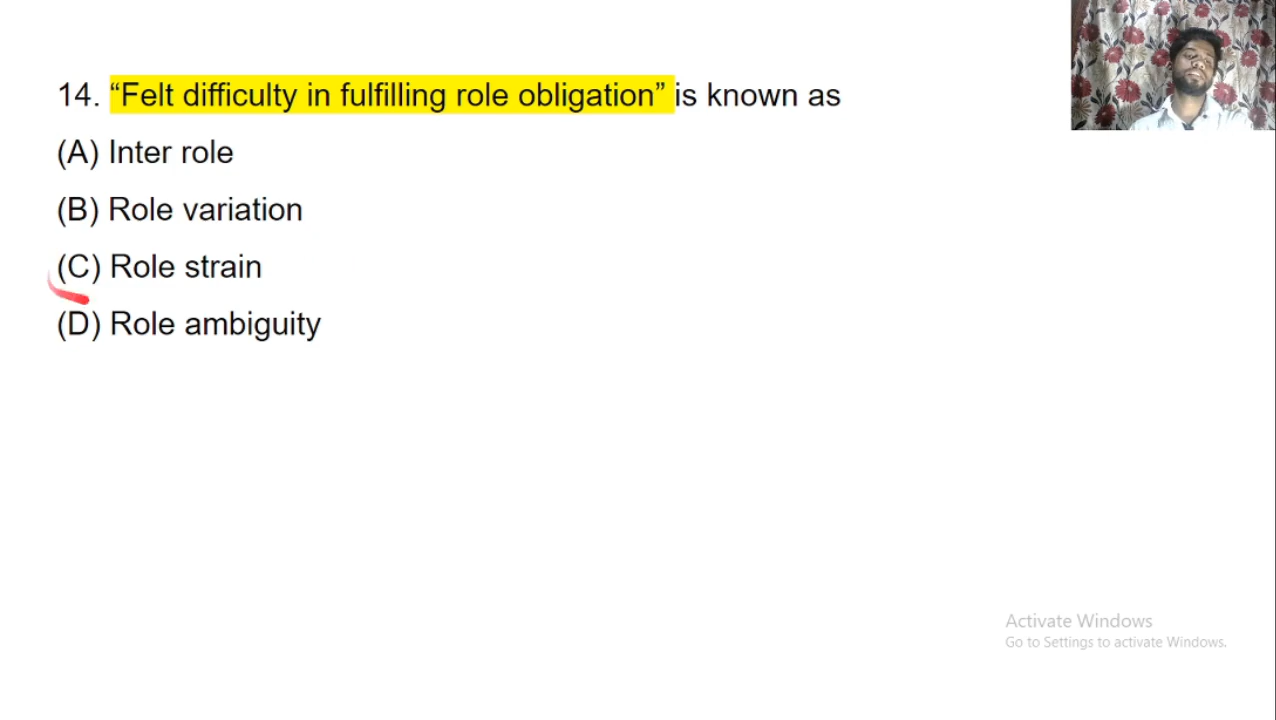 14. “Felt difficulty in fulfilling role obligation” is known as
(A) Inter role
(B) Role variation
(C) Role strain
(D) Role ambiguity
Activate Windows
Go to Settings to activate Windows.